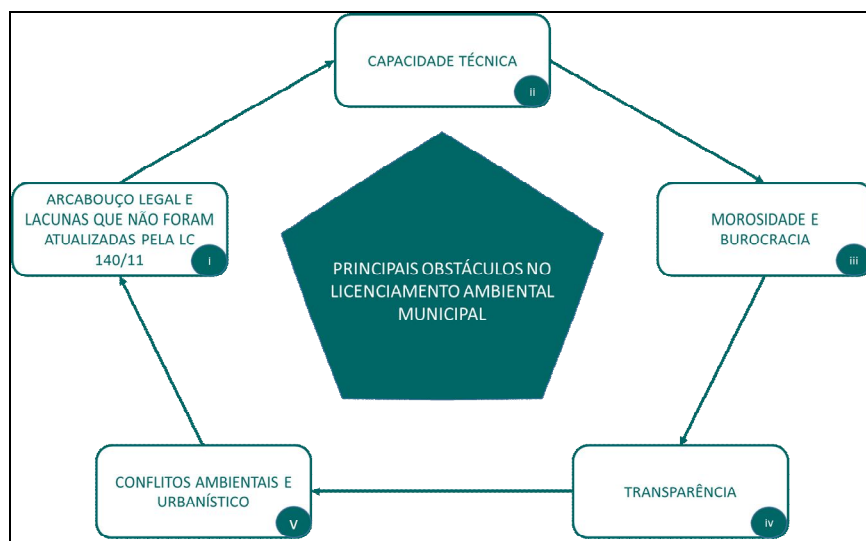 CAPACIDADE TÉCNICA
ii
ARCABOUÇO LEGAL E
LACUNAS QUE NÃO FORAM
ATUALIZADAS PELA LC
140/11
i
MOROSIDADE E
BUROCRACIA
iii
PRINCIPAIS OBSTÁCULOS NO
LICENCIAMENTO AMBIENTAL
MUNICIPAL
CONFLITOS AMBIENTAIS E
URBANÍSTICO
V
TRANSPARÊNCIA
iv